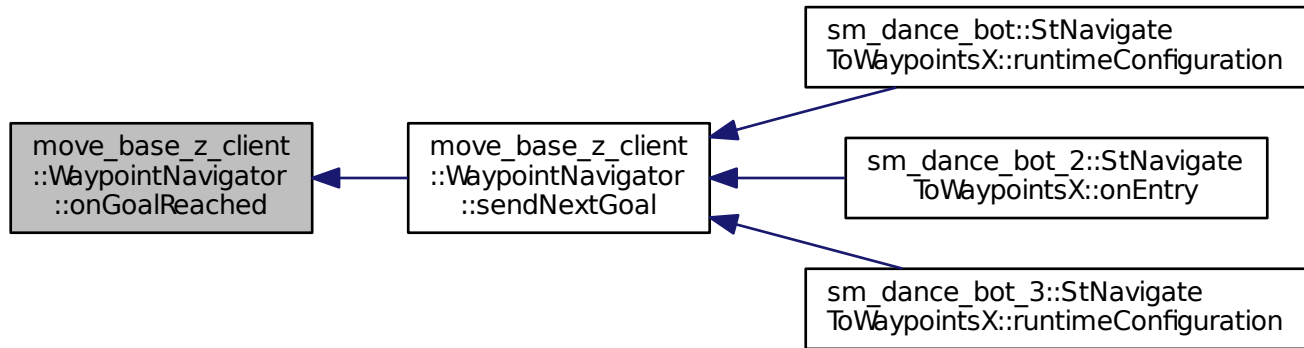 move_base_z_client
::WaypointNavigator
::onGoalReached
move_base_z_client
::WaypointNavigator
::sendNextGoal
sm_dance_bot::StNavigate
ToWaypointsX::runtimeConfiguration
sm_dance_bot_2::StNavigate
ToWaypointsX::onEntry
sm_dance_bot_3::StNavigate
ToWaypointsX::runtimeConfiguration